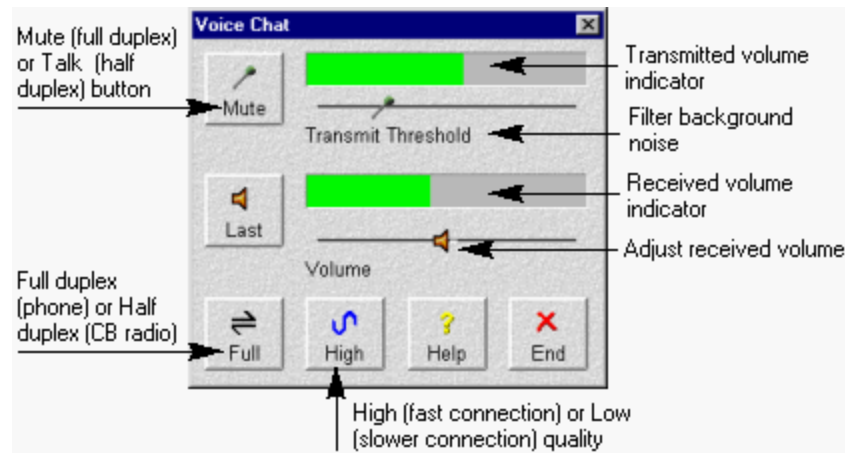 Voice Chat
Mute (full duplex)
or Talk (half
duplex) button
Mute
Transmitted volume
indicator
Transmit Threshold
Filter background
noise
Last
Received volume
indicator
Volume
Adjust received volume
Full duplex
(phone) or Half
duplex (CB radio)
Full
High
Help
End
High (fast connection) or Low
(slower connection) quality